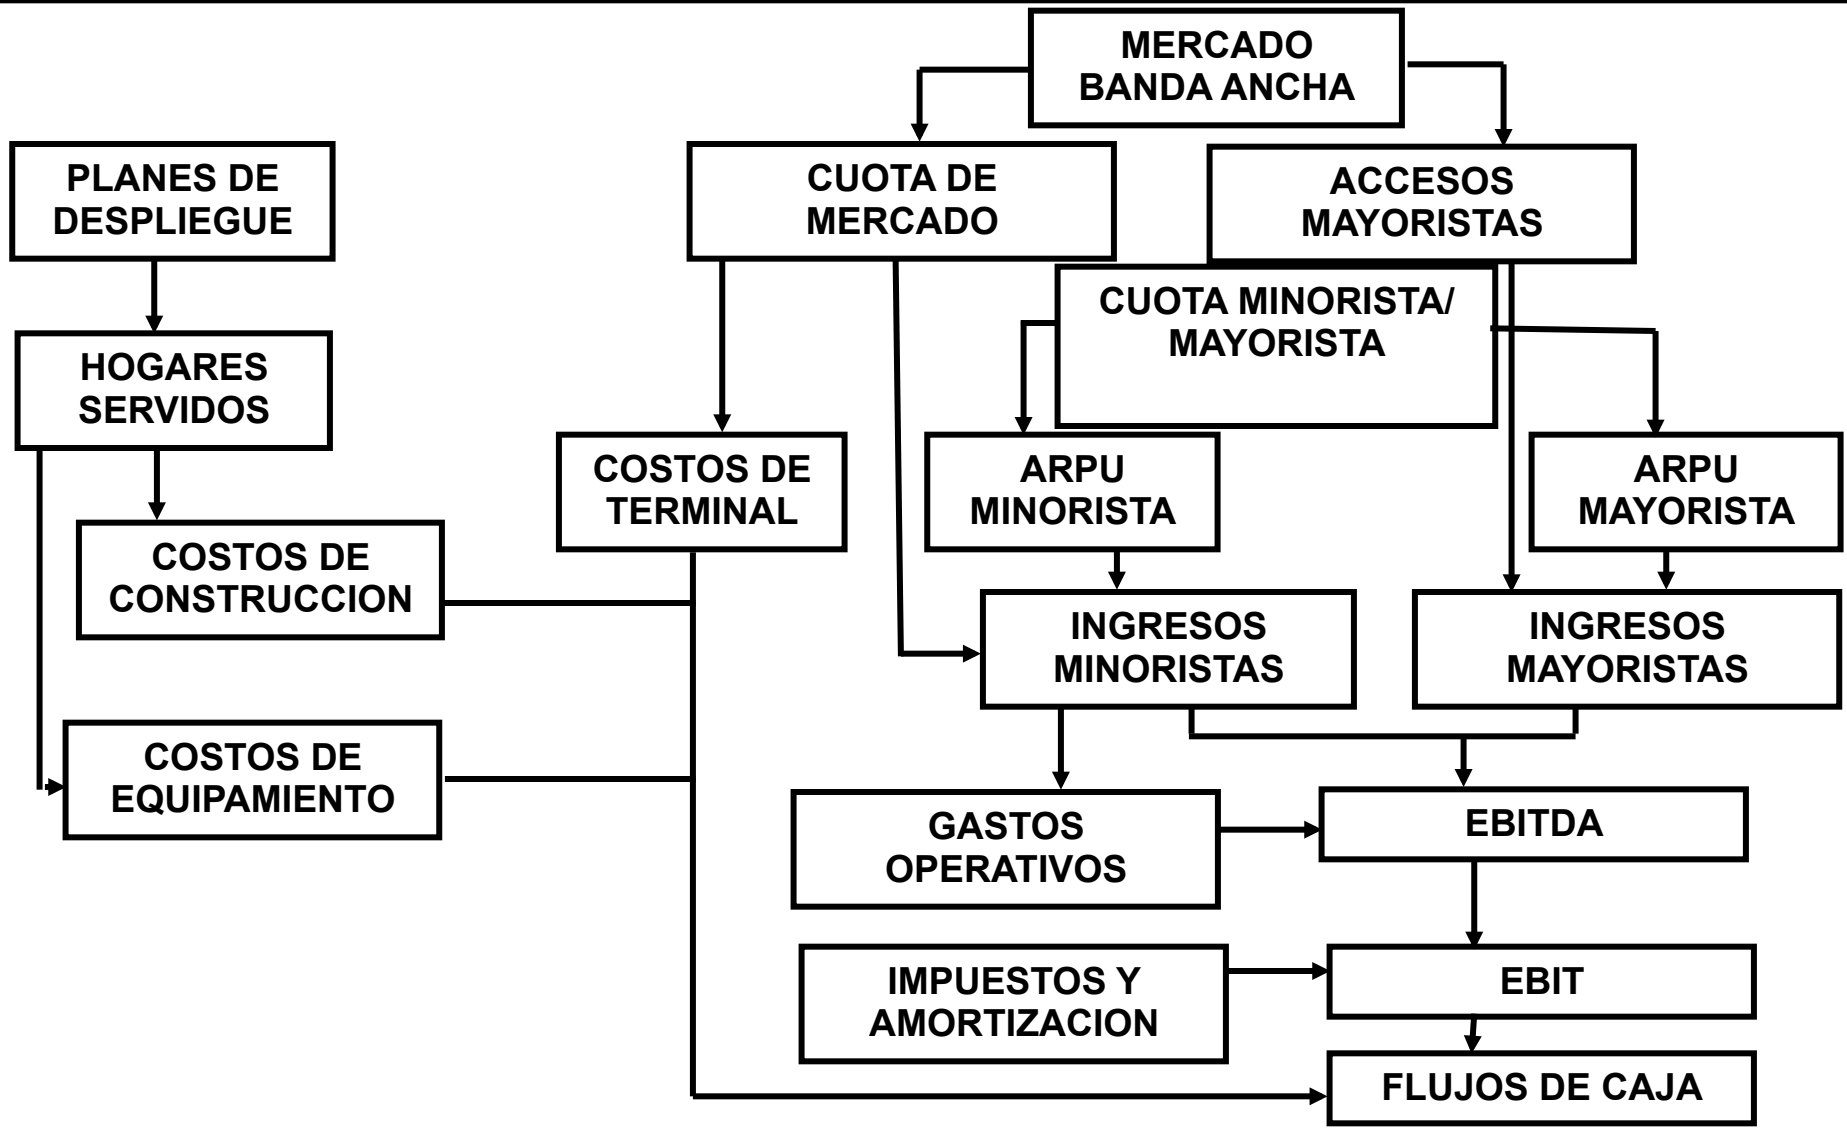 MERCADO
BANDA ANCHA
PLANES DE
DESPLIEGUE
CUOTA DE
MERCADO
ACCESOS
MAYORISTAS
CUOTA MINORISTA/
MAYORISTA
HOGARES
SERVIDOS
COSTOS DE
TERMINAL
ARPU
MINORISTA
ARPU
MAYORISTA
COSTOS DE
CONSTRUCCION
INGRESOS
MINORISTAS
INGRESOS
MAYORISTAS
COSTOS DE
EQUIPAMIENTO
GASTOS
OPERATIVOS
EBITDA
IMPUESTOS Y
AMORTIZACION
EBIT
FLUJOS DE CAJA